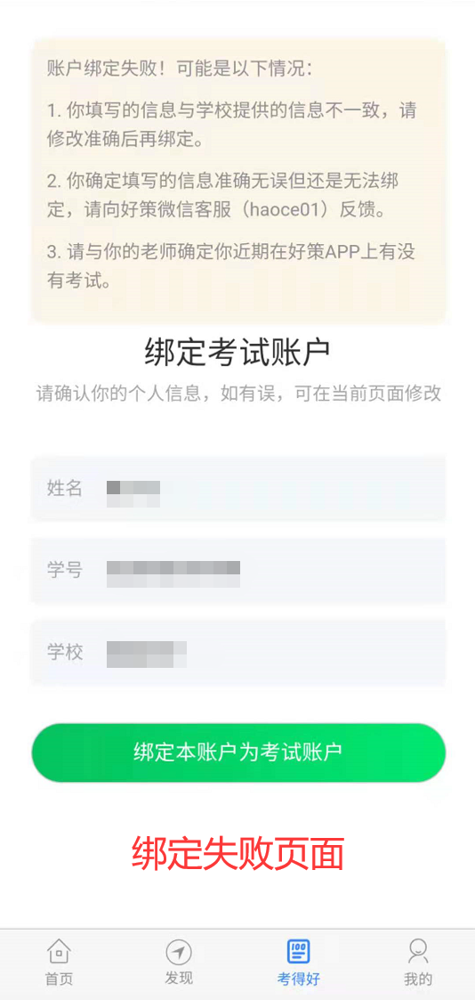 账户绑定失败！可能是以下情况：
1. 你填写的信息与学校提供的信息不一致，请
修改准确后再绑定。
2. 你确定填写的信息准确无误但还是无法绑
定，请向好策微信客服（haoce01）反馈。
3. 请与你的老师确定你近期在好策APP上有没
有考试。
绑定考试账户
请确认你的个人信息，如有误，可在当前页面修改
姓名
学号
学校
绑定本账户为考试账户
绑定失败页面
100
首页 发现 考得好 我的